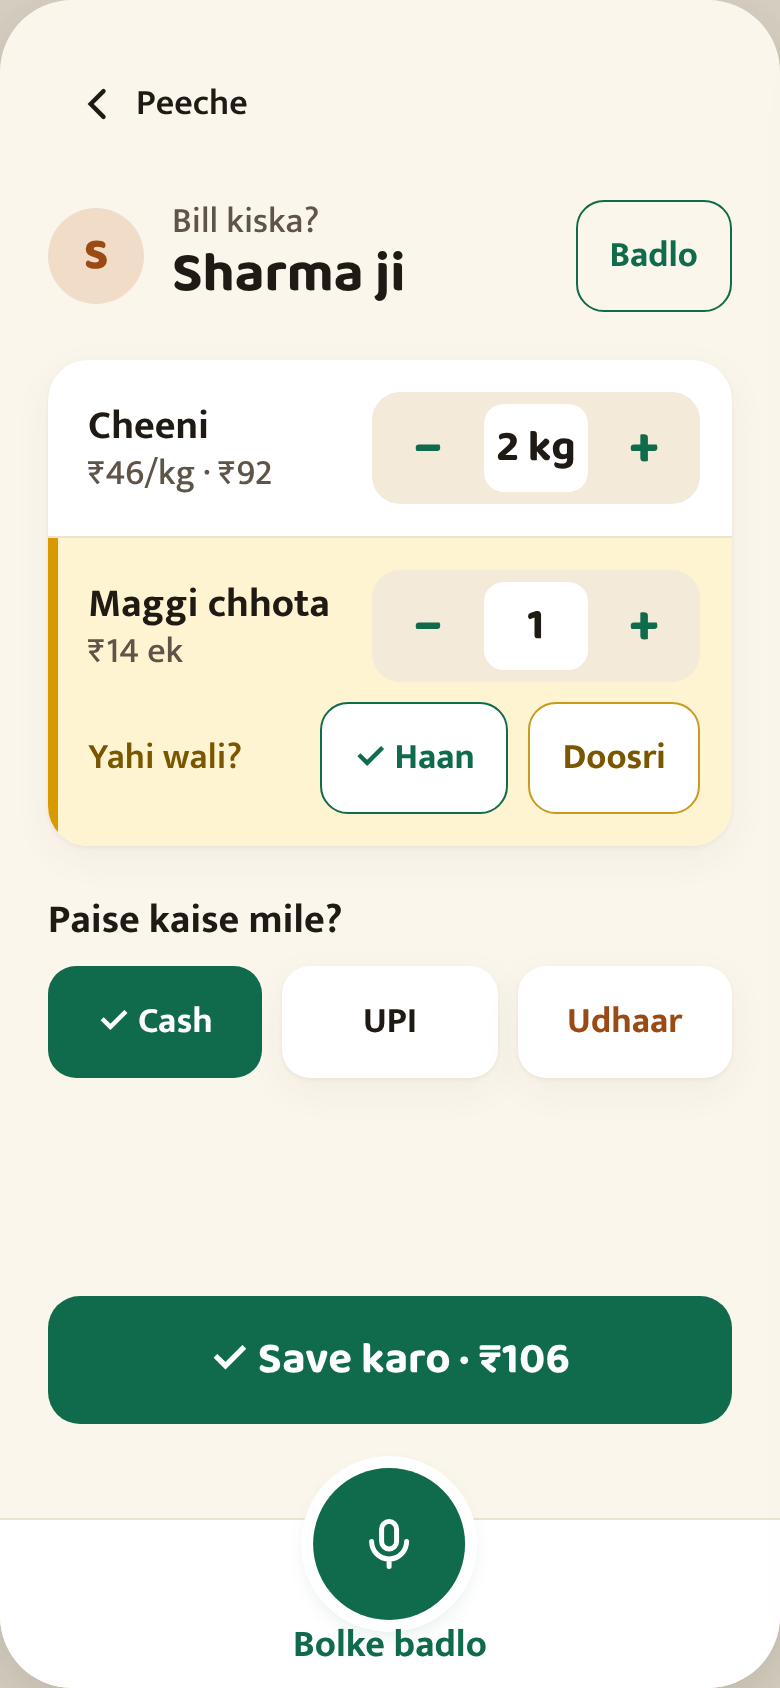 Peeche
Bill kiska?
S
Sharma ji
Badlo
Cheeni
₹46/kg · ₹92
− 2 kg +
Maggi chhota
₹14 ek
− 1 +
Yahi wali?
✓ Haan
Doosri
Paise kaise mile?
✓ Cash
UPI
Udhaar
✓ Save karo · ₹106
Bolke badlo